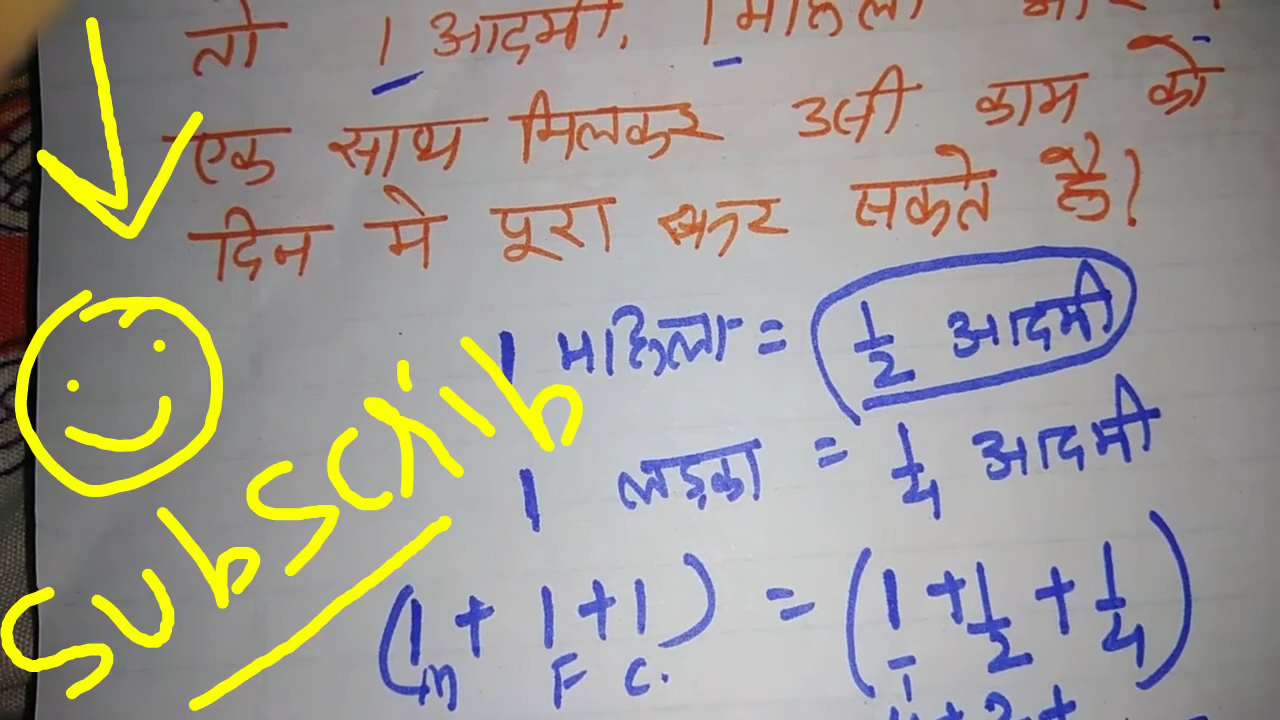 तो 1 आदमी, 1 महिला और
एक साथ मिलकर उसी काम को
दिन मे पूरा कर सकते है?
1 महिला = 1/2 आदमी
1 लड़का = 1/4 आदमी
(1 + 1 + 1) = (1 + 1/2 + 1/4)
m F C.
SUBSCRIB